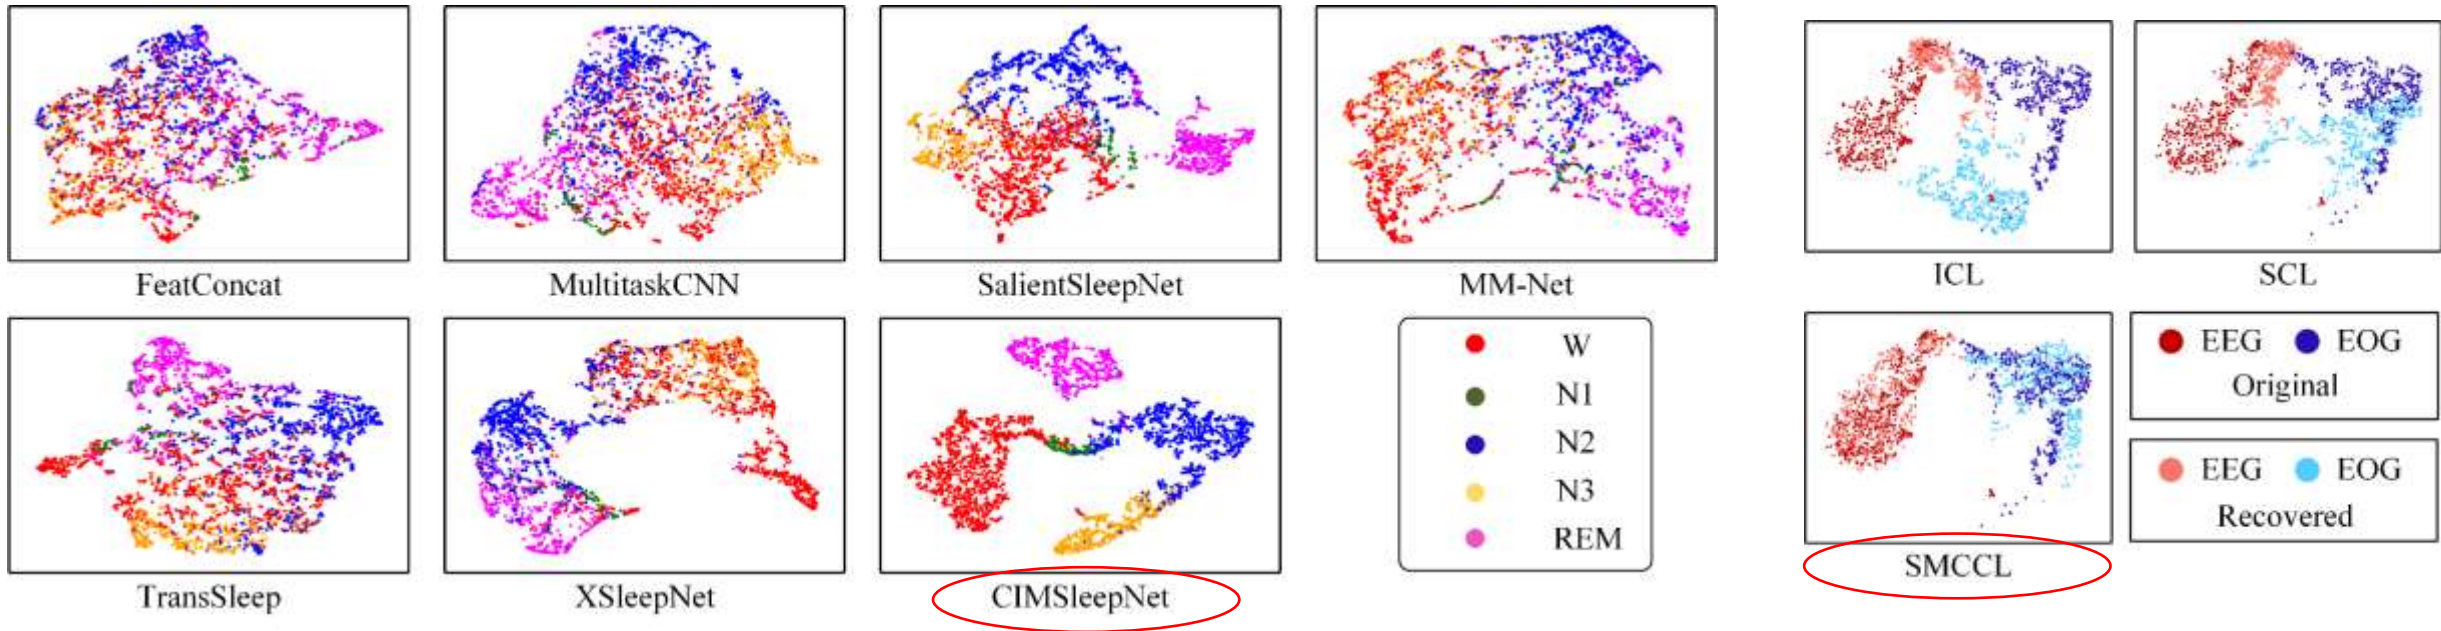 FeatConcat
MultitaskCNN
SalientSleepNet
MM-Net
ICL
SCL
W
N1
N2
N3
REM
EEG EOG
Original
EEG EOG
Recovered
TransSleep
XSleepNet
CIMSleepNet
SMCCL